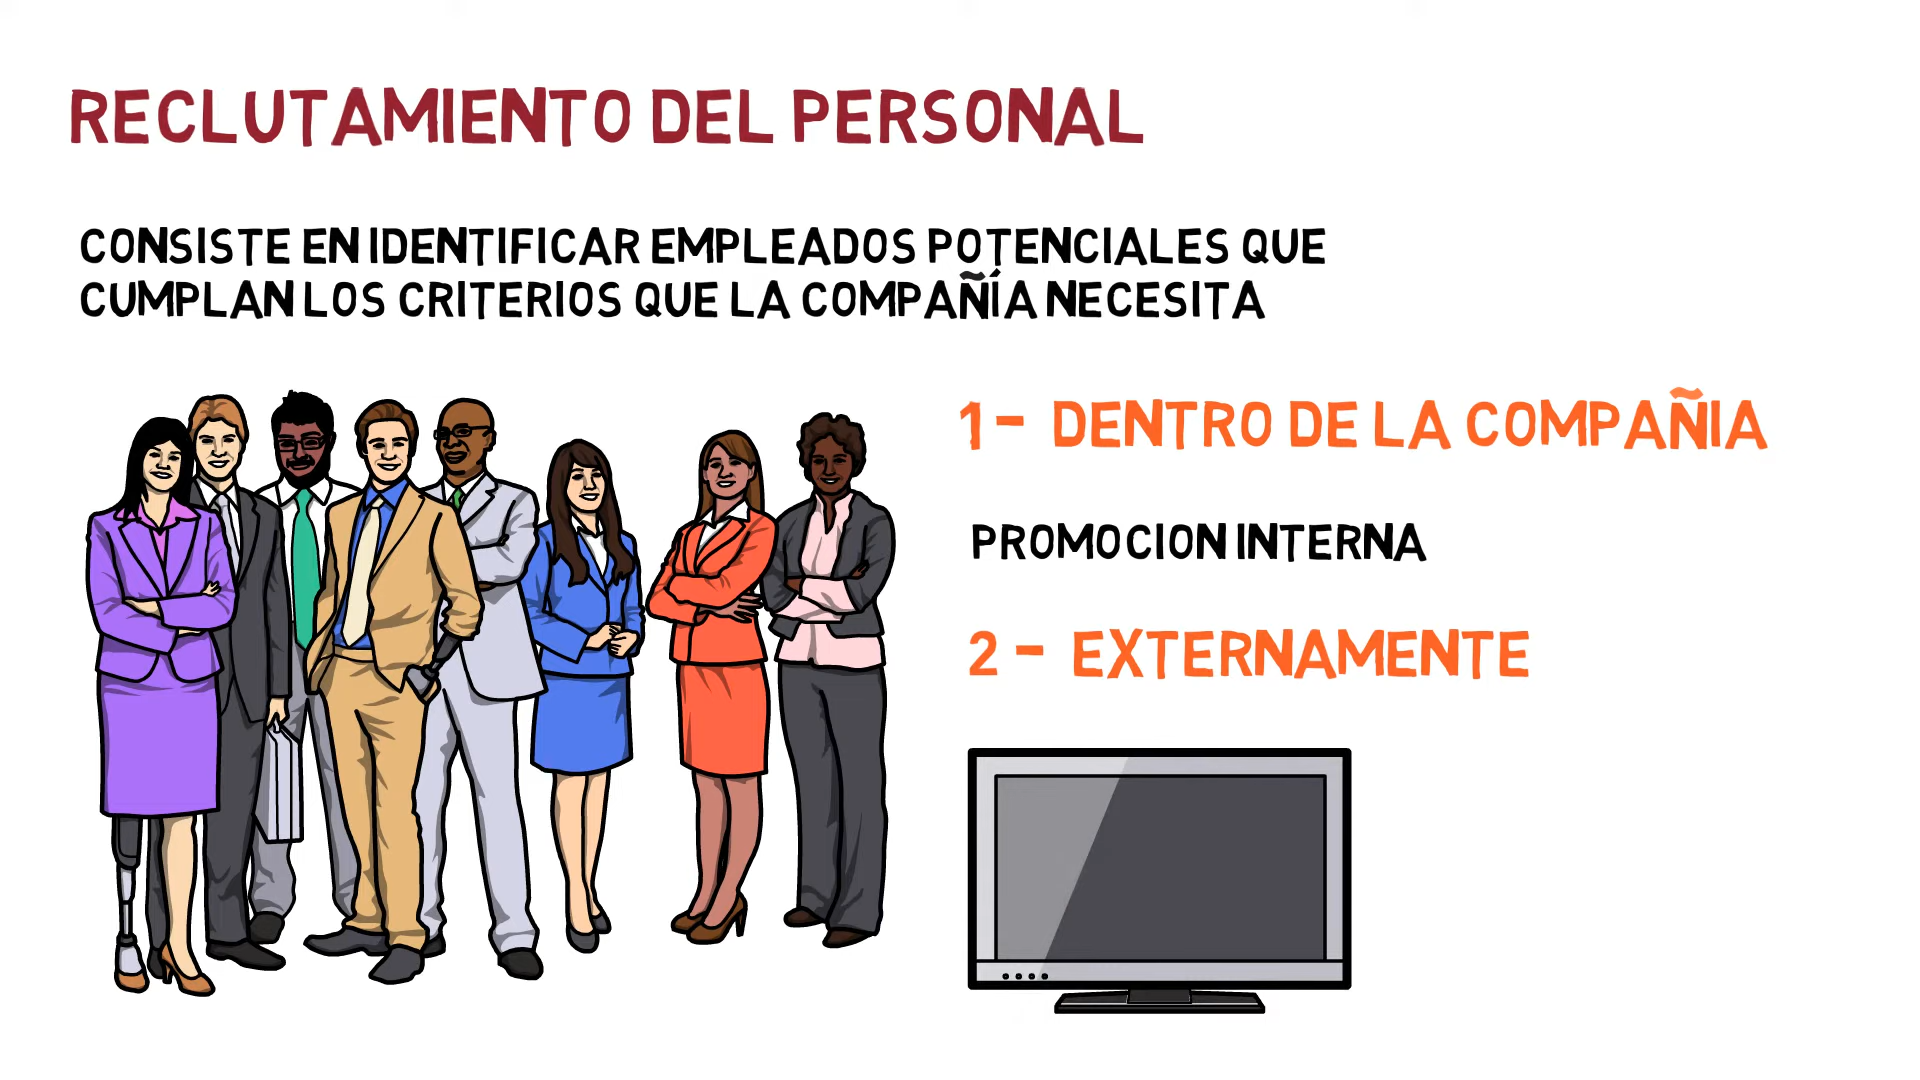 RECLUTAMIENTO DEL PERSONAL
CONSISTE EN IDENTIFICAR EMPLEADOS POTENCIALES QUE
CUMPLAN LOS CRITERIOS QUE LA COMPAÑÍA NECESITA
1 - DENTRO DE LA COMPAÑIA
PROMOCION INTERNA
2 - EXTERNAMENTE